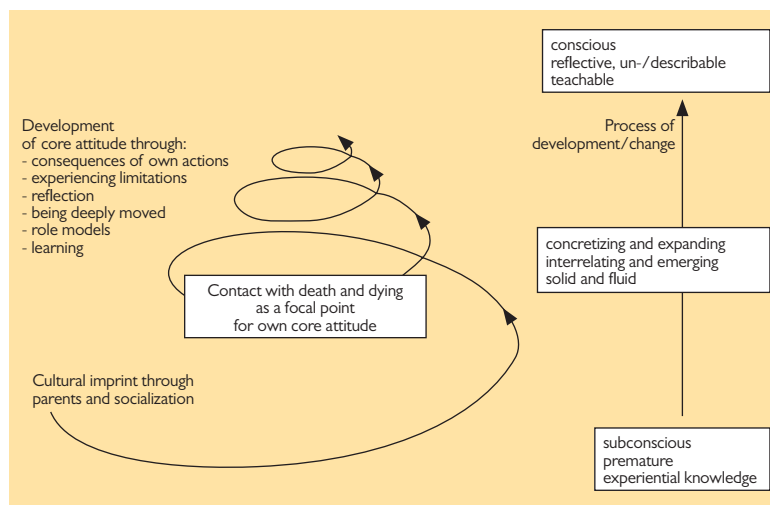 Development
of core attitude through:
- consequences of own actions
- experiencing limitations
- reflection
- being deeply moved
- role models
- learning
Contact with death and dying
as a focal point
for own core attitude
Cultural imprint through
parents and socialization
conscious
reflective, un-/describable
teachable
Process of
development/change
concretizing and expanding
interrelating and emerging
solid and fluid
subconscious
premature
experiential knowledge